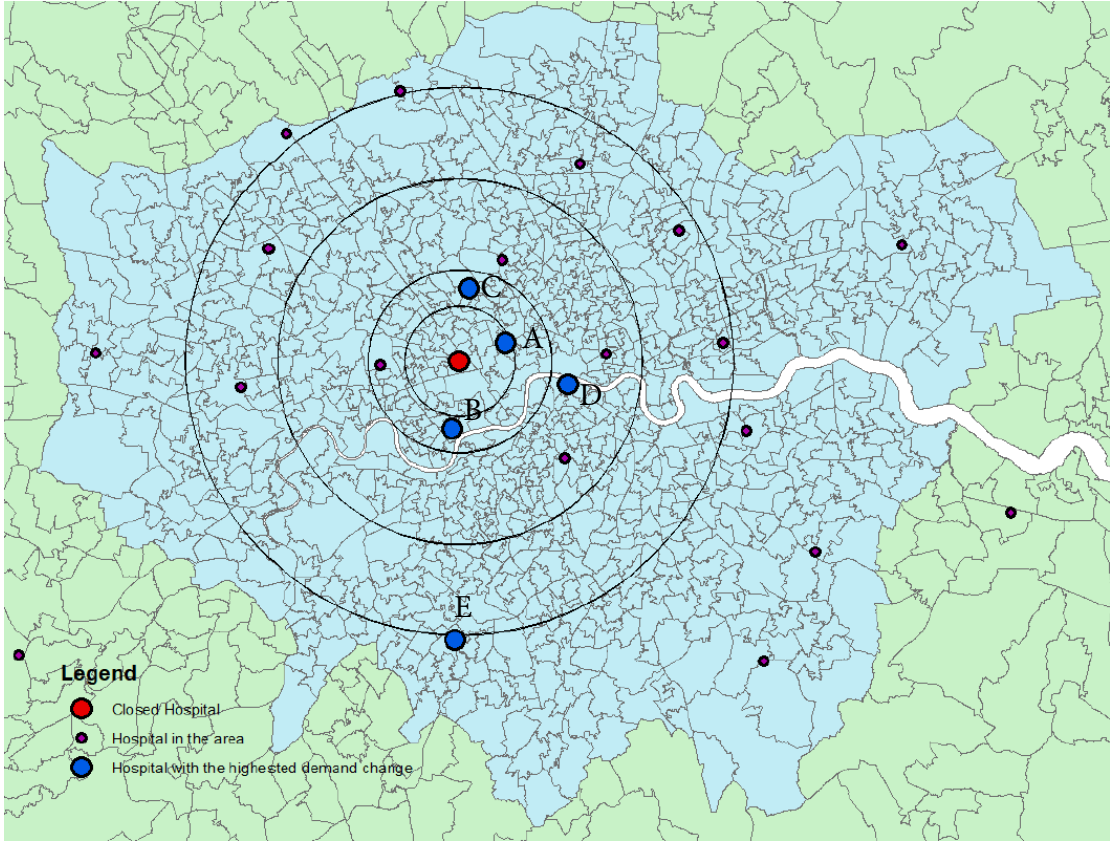 C
A
D
B
E
Legend
Closed Hospital
Hospital in the area
Hospital with the highested demand change